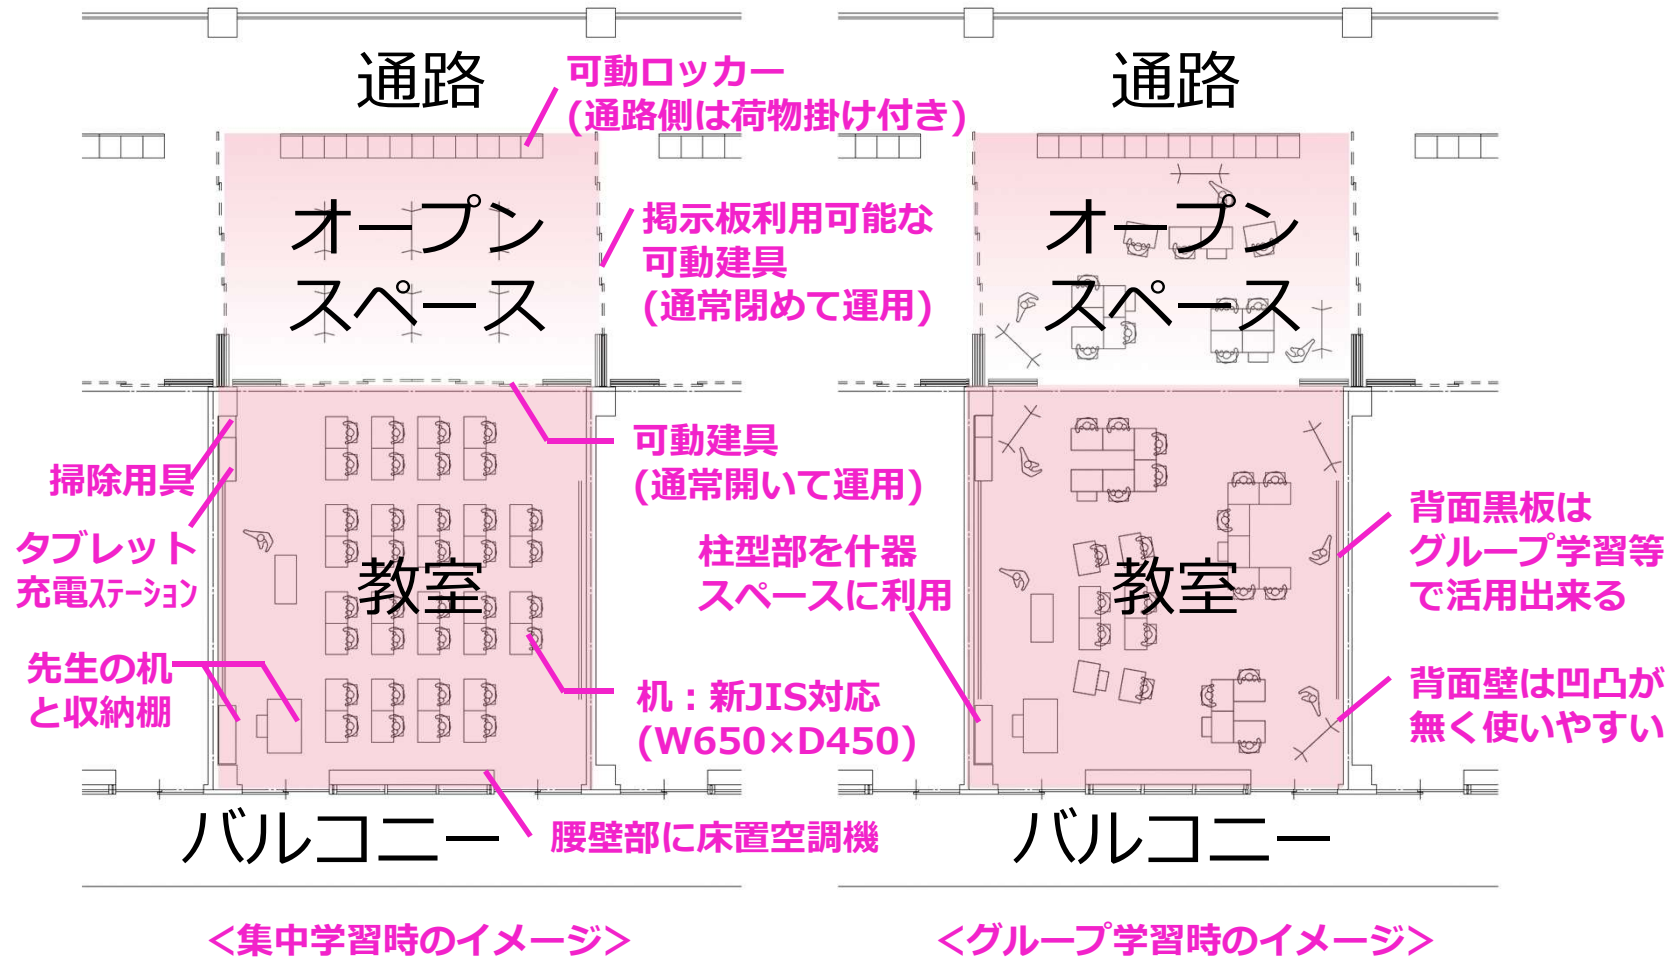 通路
可動ロッカー
(通路側は荷物掛け付き)
オープン
スペース
掲示板利用可能な
可動建具
(通常閉めて運用)
可動建具
(通常開いて運用)
掃除用具
タブレット
充電ｽﾃｰｼｮﾝ
教室
先生の机
と収納棚
机：新JIS対応
(W650×D450)
腰壁部に床置空調機
バルコニー
＜集中学習時のイメージ＞
通路
オープン
スペース
柱型部を什器
スペースに利用
教室
背面黒板は
グループ学習等
で活用出来る
背面壁は凹凸が
無く使いやすい
バルコニー
＜グループ学習時のイメージ＞